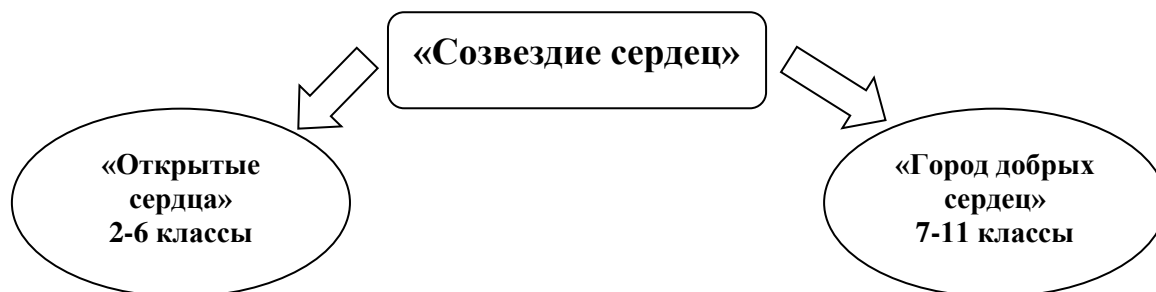 «Созвездие сердец»
«Открытые
сердца»
2-6 классы
«Город добрых
сердец»
7-11 классы